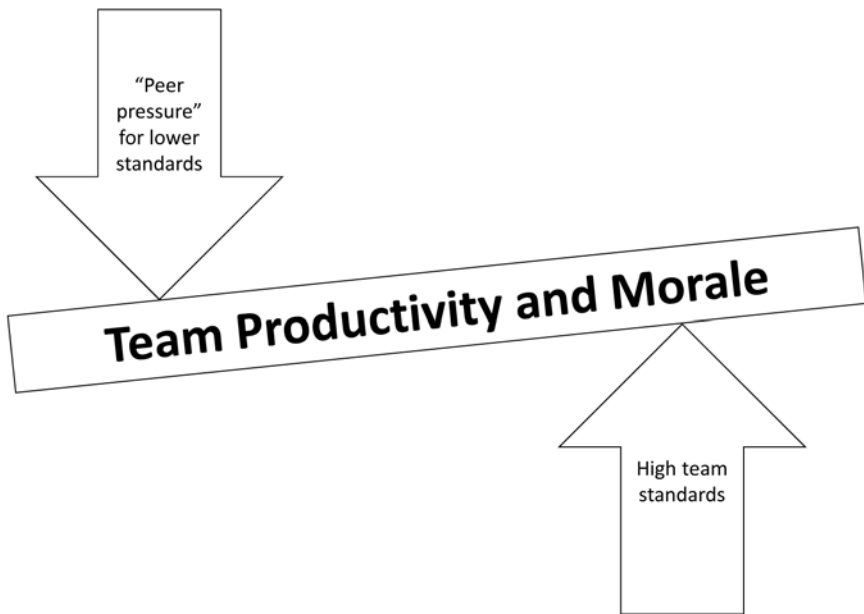 “Peer
pressure”
for lower
standards
Team Productivity and Morale
High team
standards